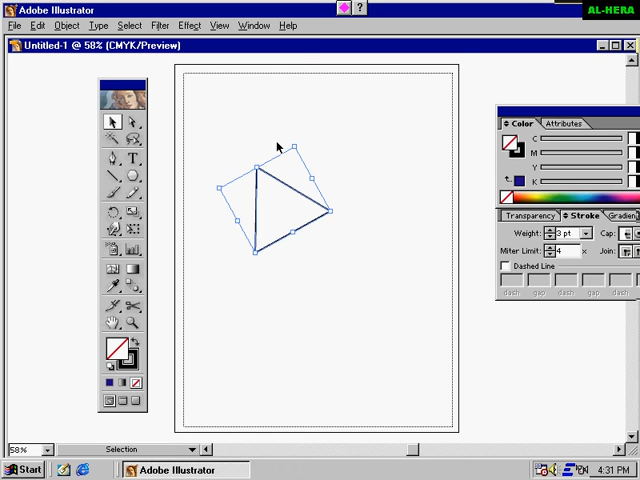 Adobe Illustrator
?
AL-HERA
File Edit Object Type Select Filter Effect View Window Help
Untitled-1 @ 58% (CMYK/Preview)
Color Attributes
C
M
Y
K
T
Transparency Stroke Gradien
Weight: 3 pt Cap:
Miter Limit: 4 x Join:
Dashed Line
dash gap dash gap dash
58% Selection
Start Adobe Illustrator 4:31 PM